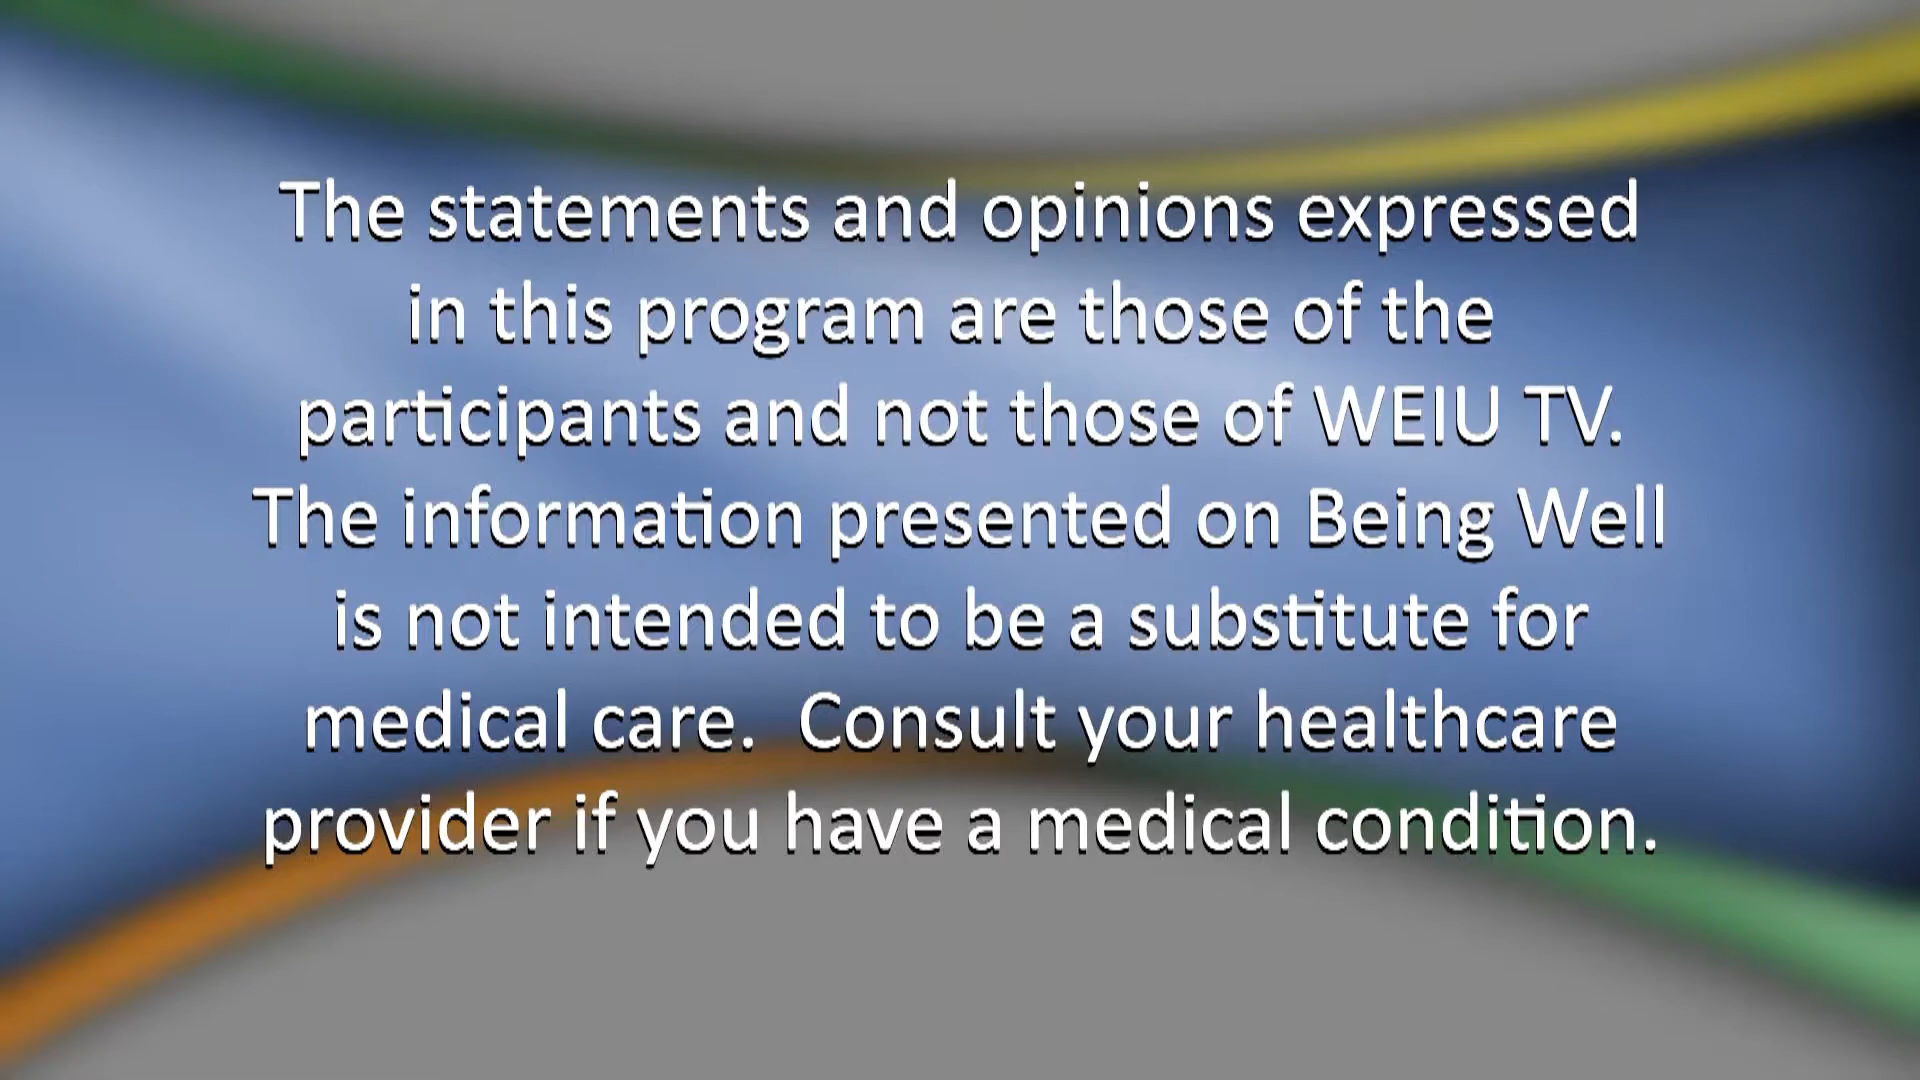 The statements and opinions expressed
in this program are those of the
participants and not those of WEIU TV.
The information presented on Being Well
is not intended to be a substitute for
medical care.  Consult your healthcare
provider if you have a medical condition.